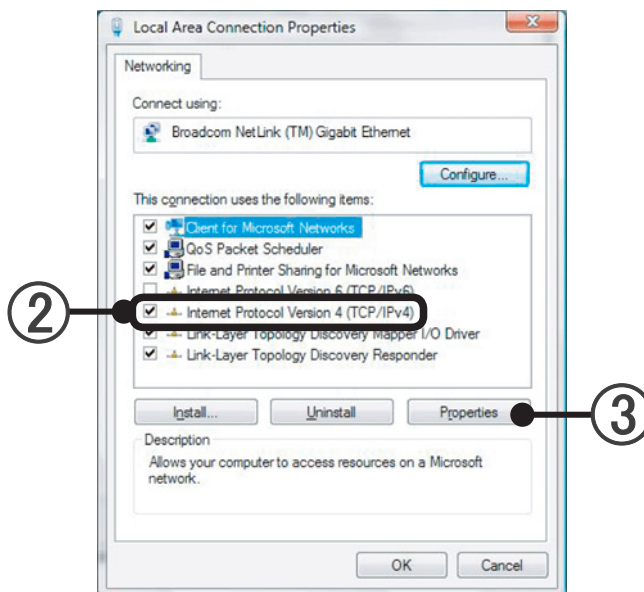 Local Area Connection Properties
Networking
Connect using:
Broadcom NetLink (TM) Gigabit Ethernet
Configure...
This connection uses the following items:
Client for Microsoft Networks
QoS Packet Scheduler
File and Printer Sharing for Microsoft Networks
Internet Protocol Version 6 (TCP/IPv6)
② Internet Protocol Version 4 (TCP/IPv4)
Link-Layer Topology Discovery Mapper I/O Driver
Link-Layer Topology Discovery Responder
Install... Uninstall Properties ③
Description
Allows your computer to access resources on a Microsoft
network.
OK Cancel